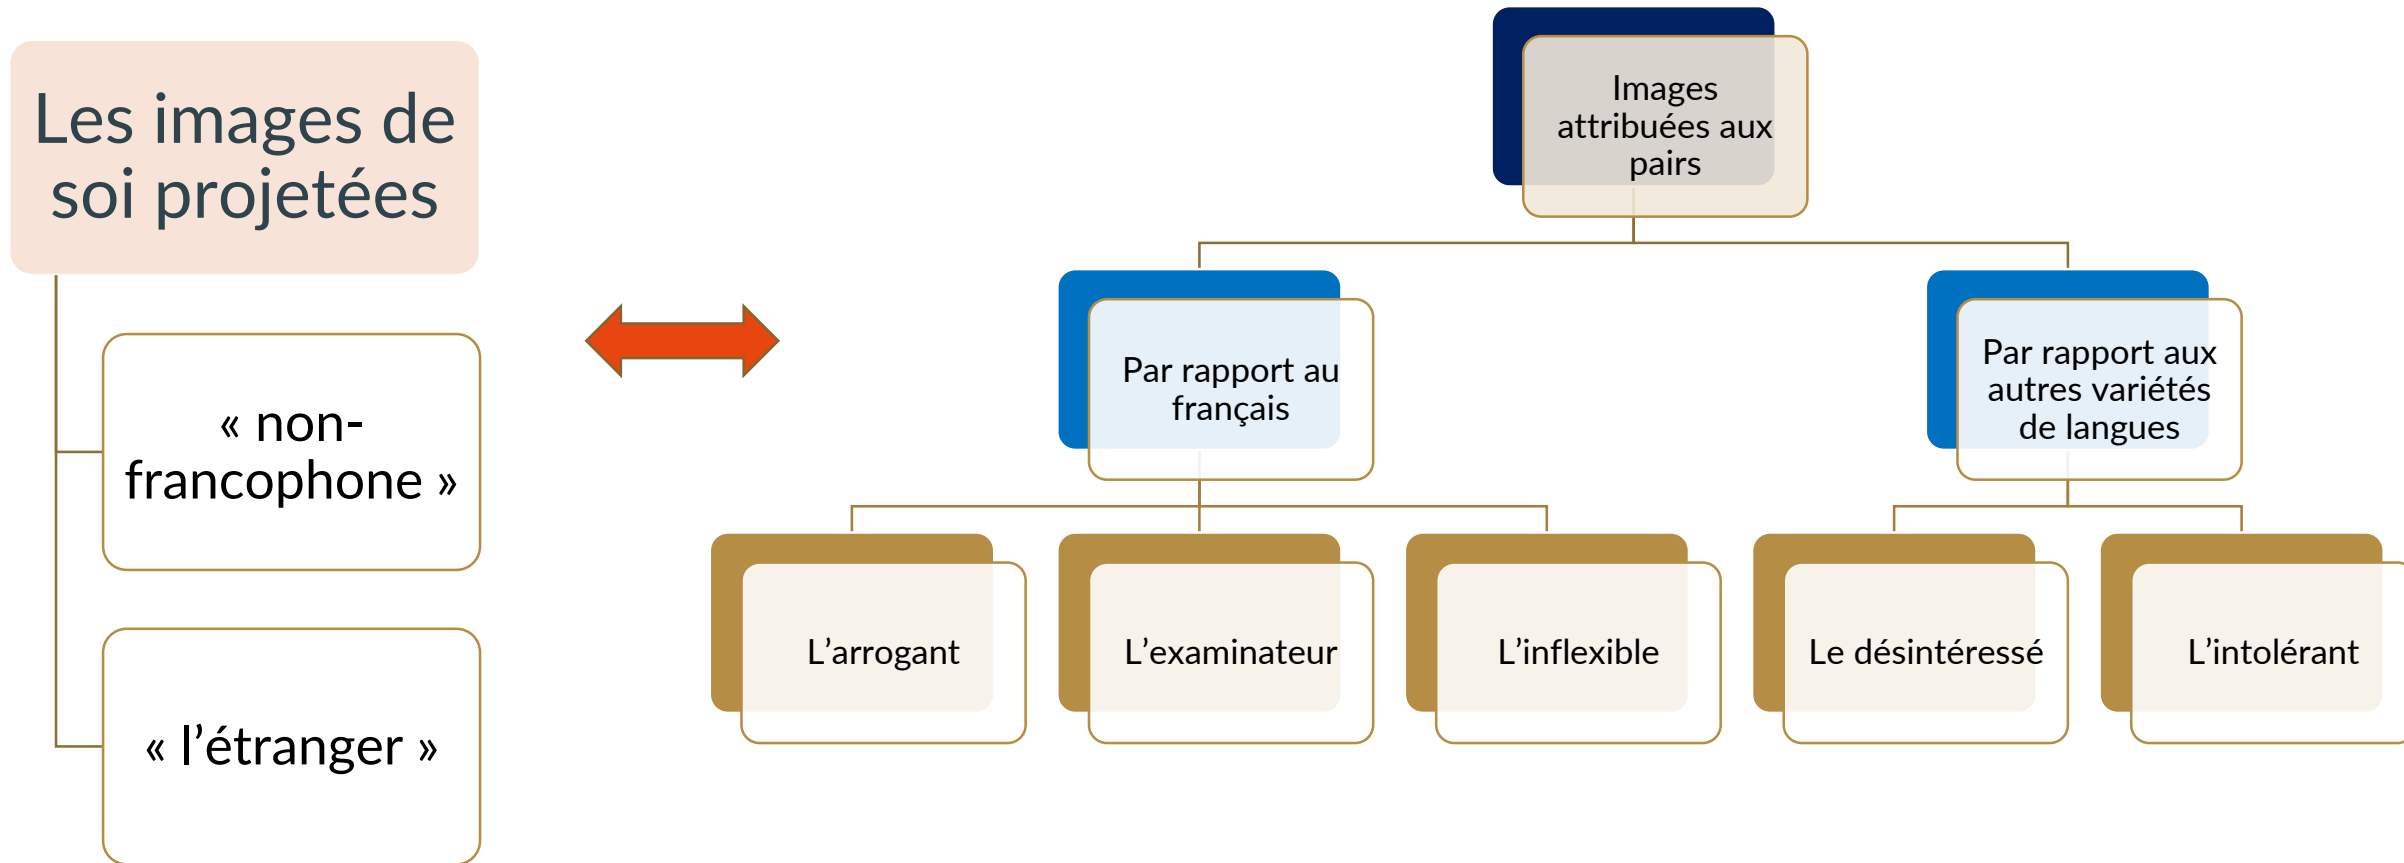 Les images de
soi projetées
« non-
francophone »
« l’étranger »
Images
attribuées aux
pairs
Par rapport au
français
Par rapport aux
autres variétés
de langues
L’arrogant
L’examinateur
L’inflexible
Le désintéressé
L’intolérant